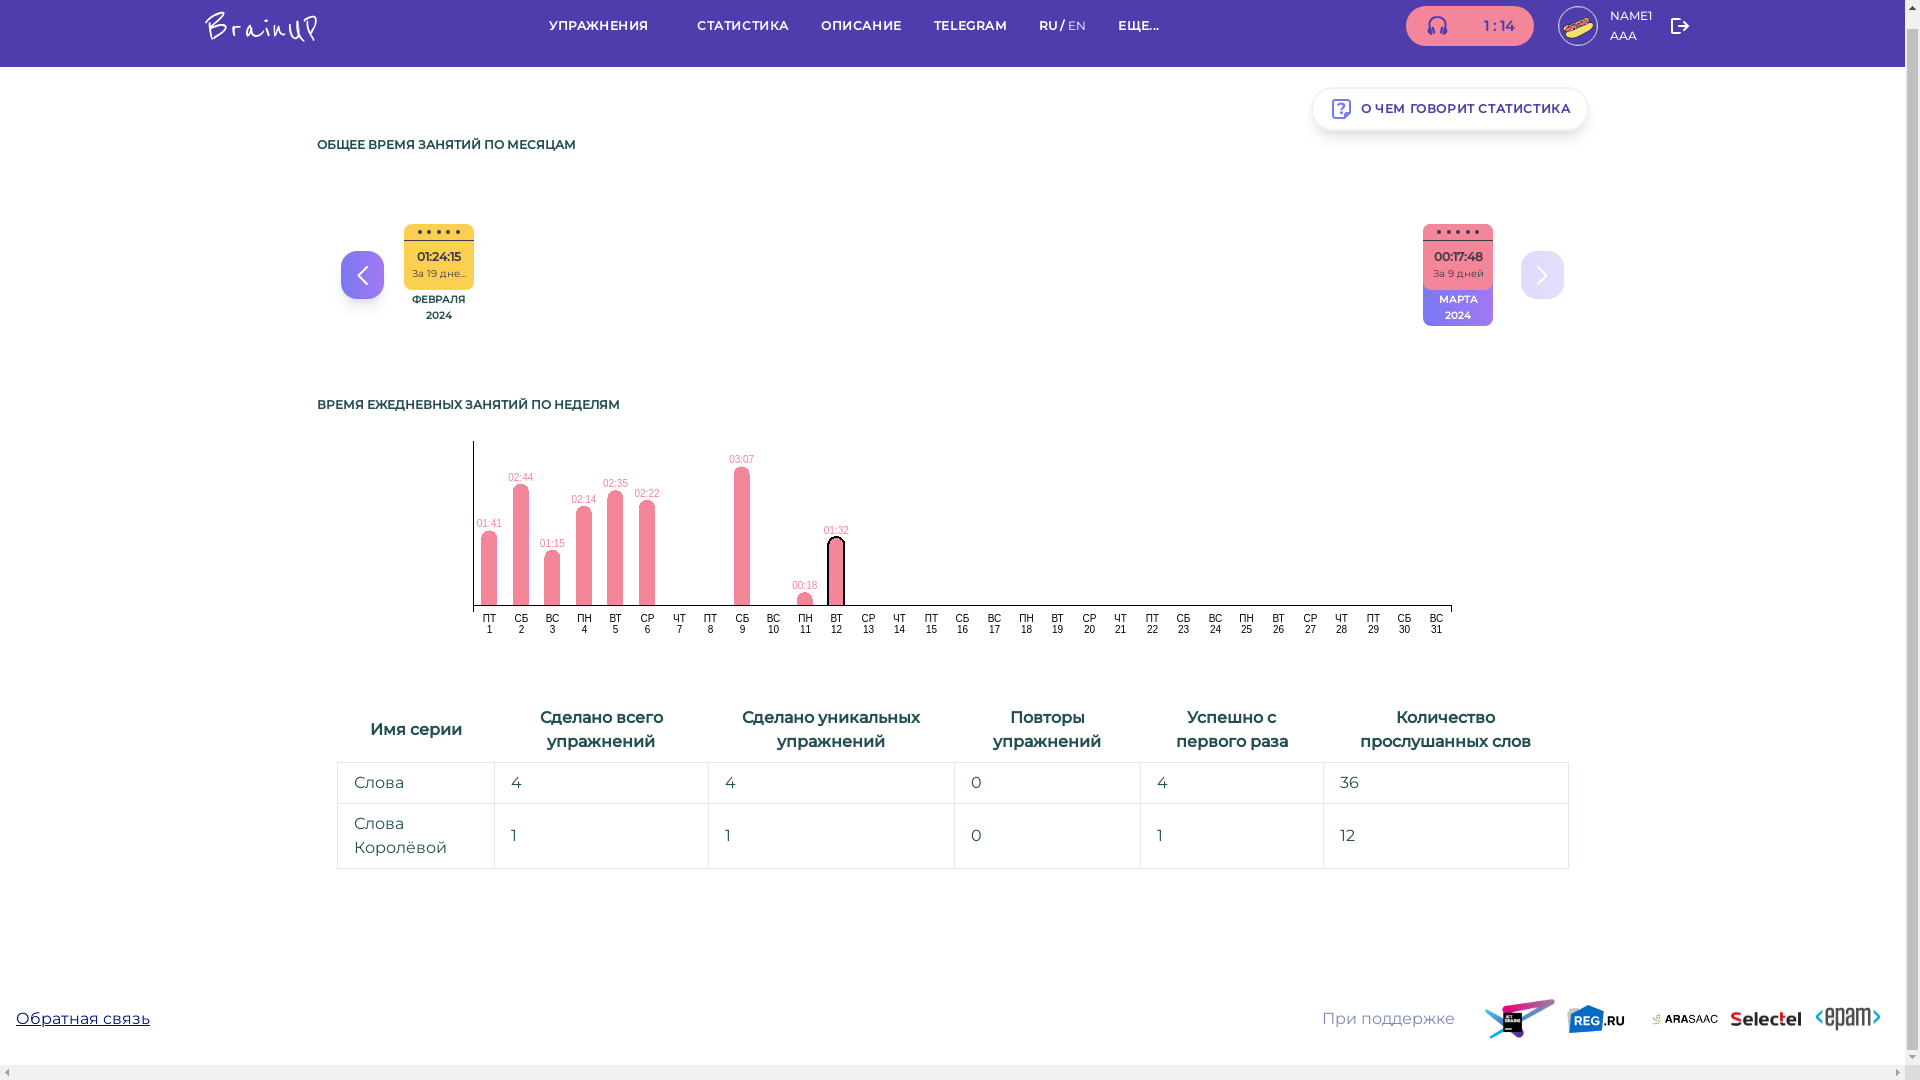 BrainUP
УПРАЖНЕНИЯ
СТАТИСТИКА
ОПИСАНИЕ
TELEGRAM
RU / EN
ЕЩЕ...
1 : 14
NAME1
AAA
О ЧЕМ ГОВОРИТ СТАТИСТИКА
ОБЩЕЕ ВРЕМЯ ЗАНЯТИЙ ПО МЕСЯЦАМ
01:24:15
За 19 дне...
ФЕВРАЛЯ
2024
00:17:48
За 9 дней
МАРТА
2024
ВРЕМЯ ЕЖЕДНЕВНЫХ ЗАНЯТИЙ ПО НЕДЕЛЯМ
01:41 02:44 01:15 02:14 02:35 02:22 03:07 00:18 01:32
ПТ СБ ВС ПН ВТ СР ЧТ ПТ СБ ВС ПН ВТ СР ЧТ ПТ СБ ВС ПН ВТ СР ЧТ ПТ СБ ВС ПН ВТ СР ЧТ ПТ СБ ВС
1 2 3 4 5 6 7 8 9 10 11 12 13 14 15 16 17 18 19 20 21 22 23 24 25 26 27 28 29 30 31
Имя серии
Сделано всего
упражнений
Сделано уникальных
упражнений
Повторы
упражнений
Успешно с
первого раза
Количество
прослушанных слов
Слова 4 4 0 4 36
Слова
Королёвой
1 1 0 1 12
Обратная связь
При поддержке
JET
BRAINS
REG.RU
ARASAAC
Selectel
<epam>